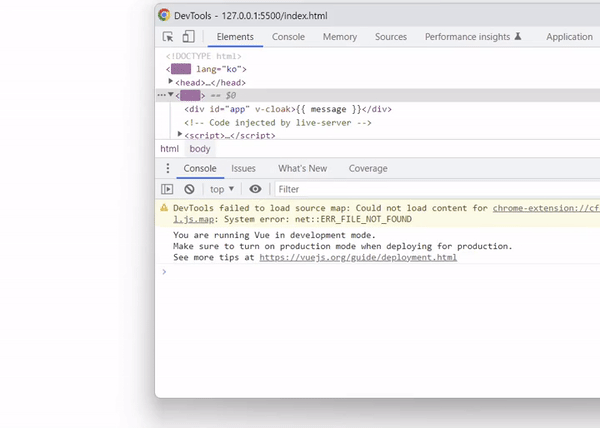 DevTools - 127.0.0.1:5500/index.html
Elements Console Memory Sources Performance insights Application
<!DOCTYPE html>
< lang="ko">
<head>…</head>
< > == $0
<div id="app" v-cloak>{{ message }}</div>
<!-- Code injected by live-server -->
<script>…</script>
html body
Console Issues What's New Coverage
top Filter
DevTools failed to load source map: Could not load content for chrome-extension://cf
l.js.map: System error: net::ERR_FILE_NOT_FOUND
You are running Vue in development mode.
Make sure to turn on production mode when deploying for production.
See more tips at https://vuejs.org/guide/deployment.html